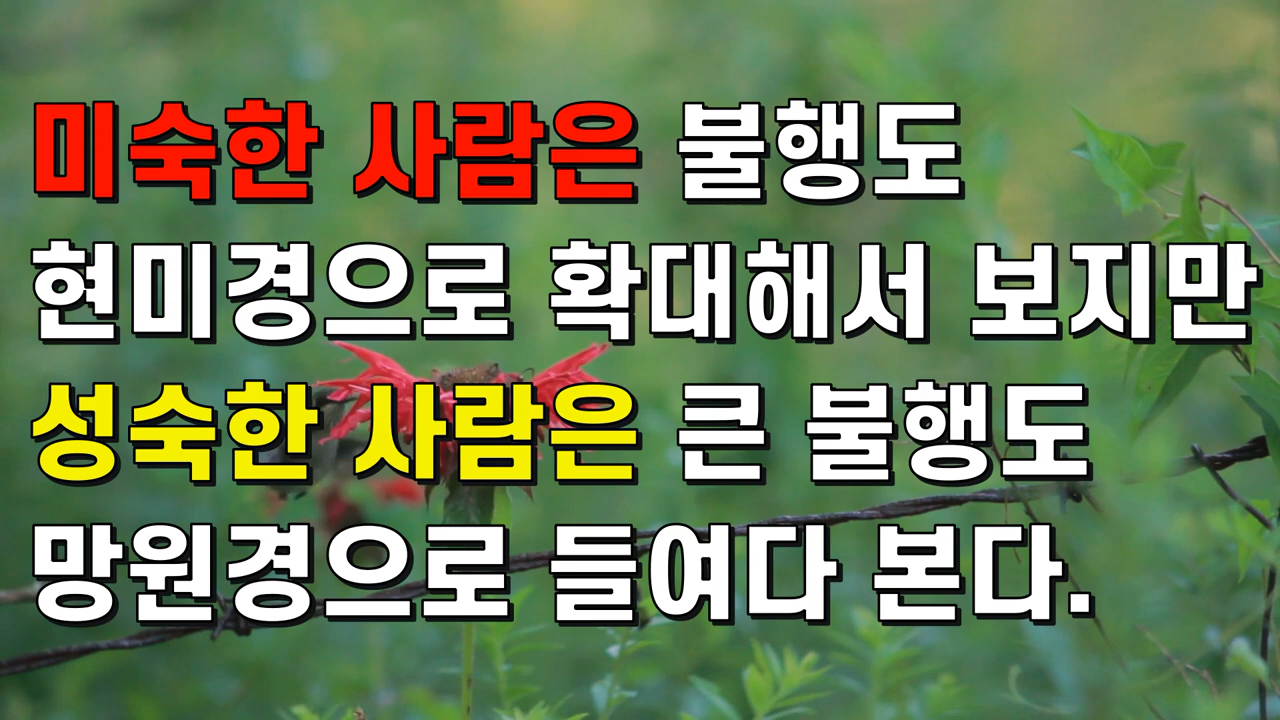 미숙한 사람은 불행도
현미경으로 확대해서 보지만
성숙한 사람은 큰 불행도
망원경으로 들여다 본다.